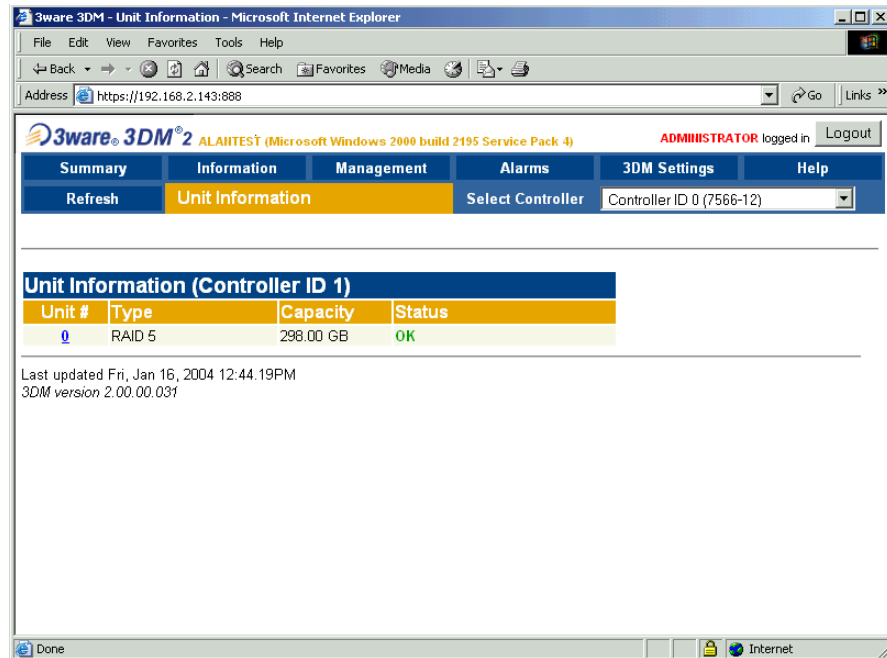 3ware 3DM - Unit Information - Microsoft Internet Explorer
File Edit View Favorites Tools Help
Back Search Favorites Media
Address https://192.168.2.143:888 Go Links »
3ware® 3DM®2 ALANTEST (Microsoft Windows 2000 build 2195 Service Pack 4) ADMINISTRATOR logged in Logout
Summary Information Management Alarms 3DM Settings Help
Refresh Unit Information Select Controller Controller ID 0 (7566-12)
Unit Information (Controller ID 1)
Unit # Type Capacity Status
0 RAID 5 298.00 GB OK
Last updated Fri, Jan 16, 2004 12:44.19PM
3DM version 2.00.00.031
Done Internet